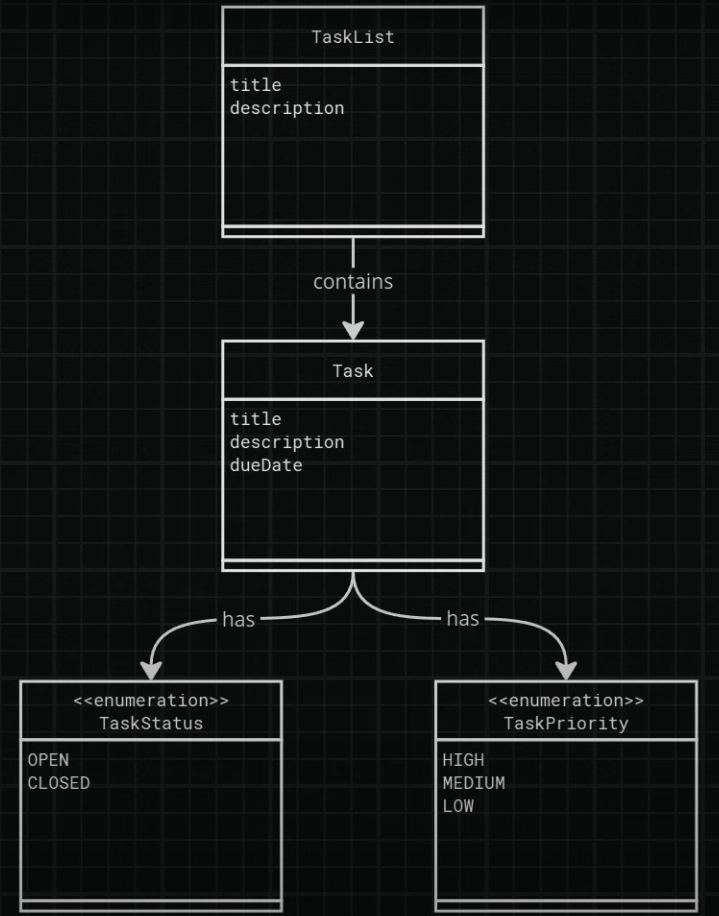 TaskList
title
description
contains
Task
title
description
dueDate
has
has
<<enumeration>>
TaskStatus
OPEN
CLOSED
<<enumeration>>
TaskPriority
HIGH
MEDIUM
LOW